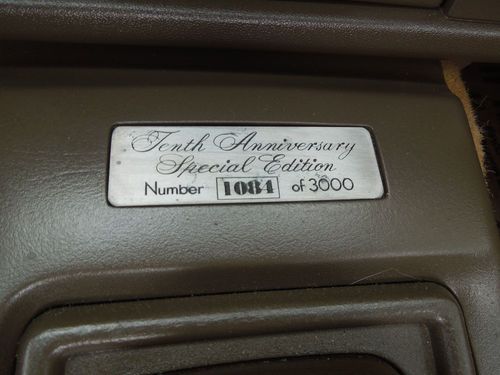 Tenth Anniversary
Special Edition
Number 1084 of 3000